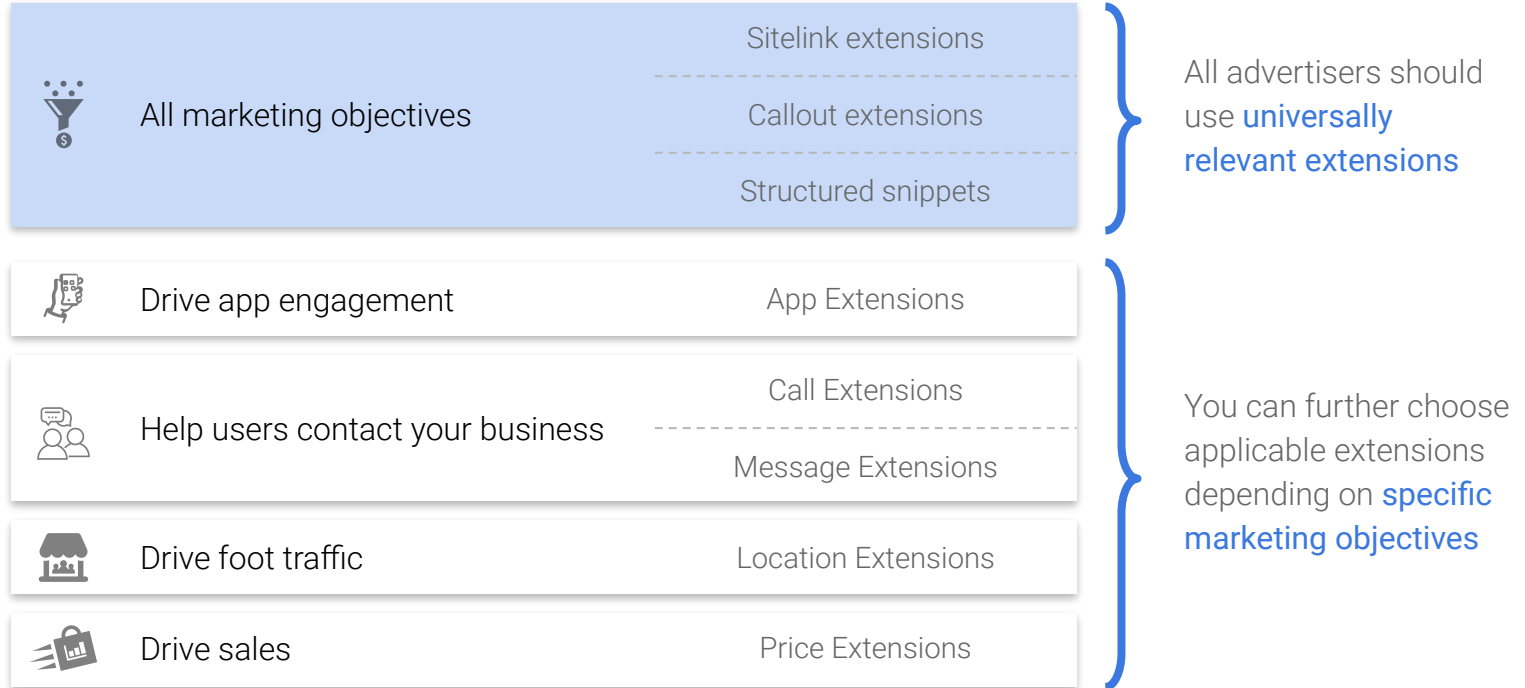 Sitelink extensions
All marketing objectives
Callout extensions
Structured snippets
All advertisers should
use universally
relevant extensions
Drive app engagement
App Extensions
Help users contact your business
Call Extensions
Message Extensions
Drive foot traffic
Location Extensions
Drive sales
Price Extensions
You can further choose
applicable extensions
depending on specific
marketing objectives